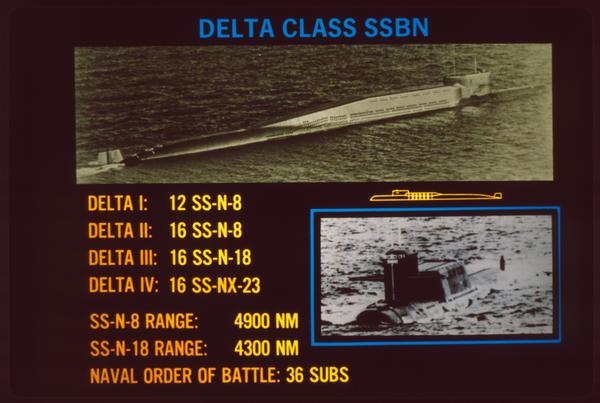 DELTA CLASS SSBN
DELTA I: 12 SS-N-8
DELTA II: 16 SS-N-8
DELTA III: 16 SS-N-18
DELTA IV: 16 SS-NX-23
SS-N-8 RANGE: 4900 NM
SS-N-18 RANGE: 4300 NM
NAVAL ORDER OF BATTLE: 36 SUBS